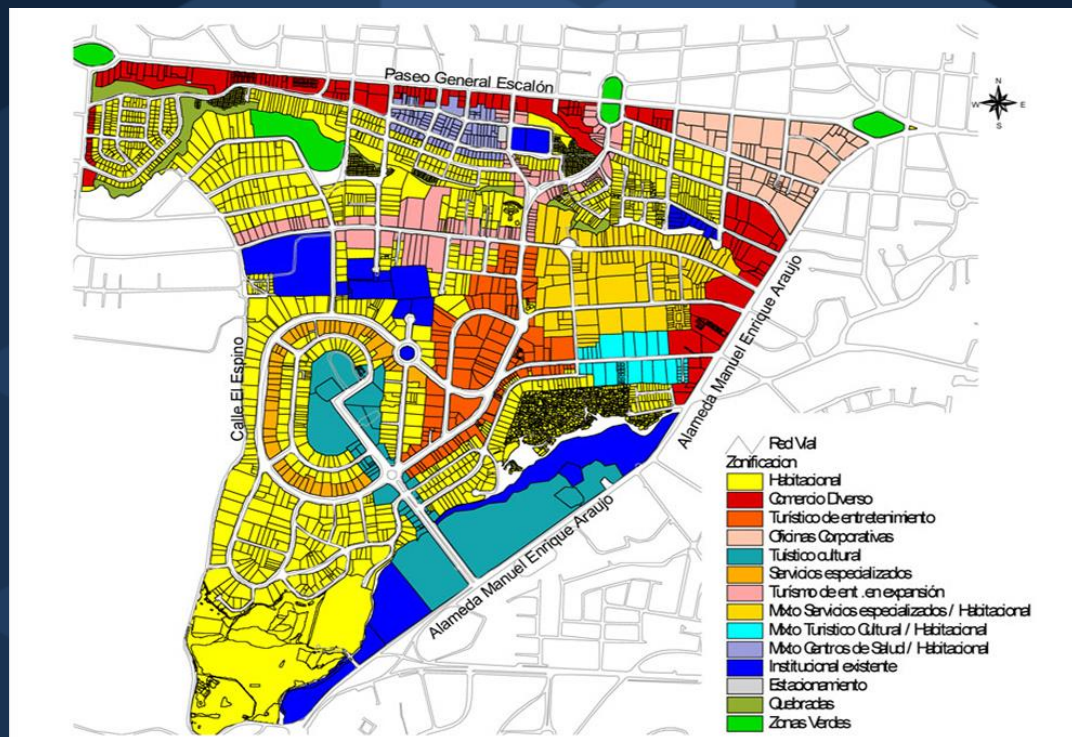 Paseo General Escalón
N
W E
S
Calle El Espino
Alameda Manuel Enrique Araujo
Alameda Manuel Enrique Araujo
Red Vial
Zonificacion
Habitacional
Comercio Diverso
Turístico de entretenimiento
Oficinas Corporativas
Tuístico cultural
Servicios especializados
Turísmo de ent . en expansión
Mixto Servicios especializados / Habitacional
Mixto Turistico Cultural / Habitacional
Mixto Centros de Salud / Habitacional
Institucional existente
Estacionamiento
Quebradas
Zonas Verdes